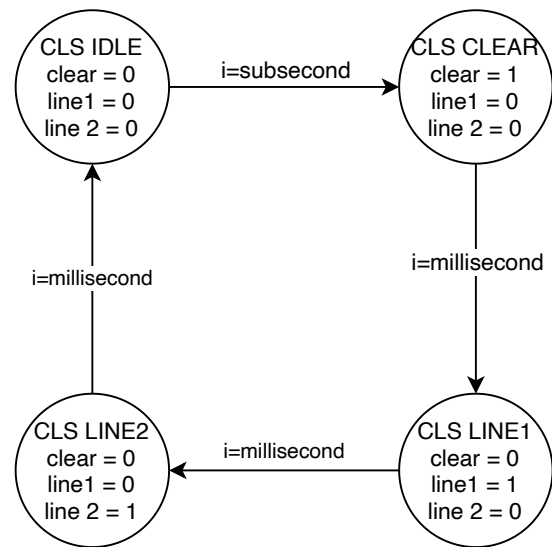 CLS IDLE
clear = 0
line1 = 0
line 2 = 0
i=subsecond
CLS CLEAR
clear = 1
line1 = 0
line 2 = 0
i=millisecond
i=millisecond
CLS LINE2
clear = 0
line1 = 0
line 2 = 1
i=millisecond
CLS LINE1
clear = 0
line1 = 1
line 2 = 0